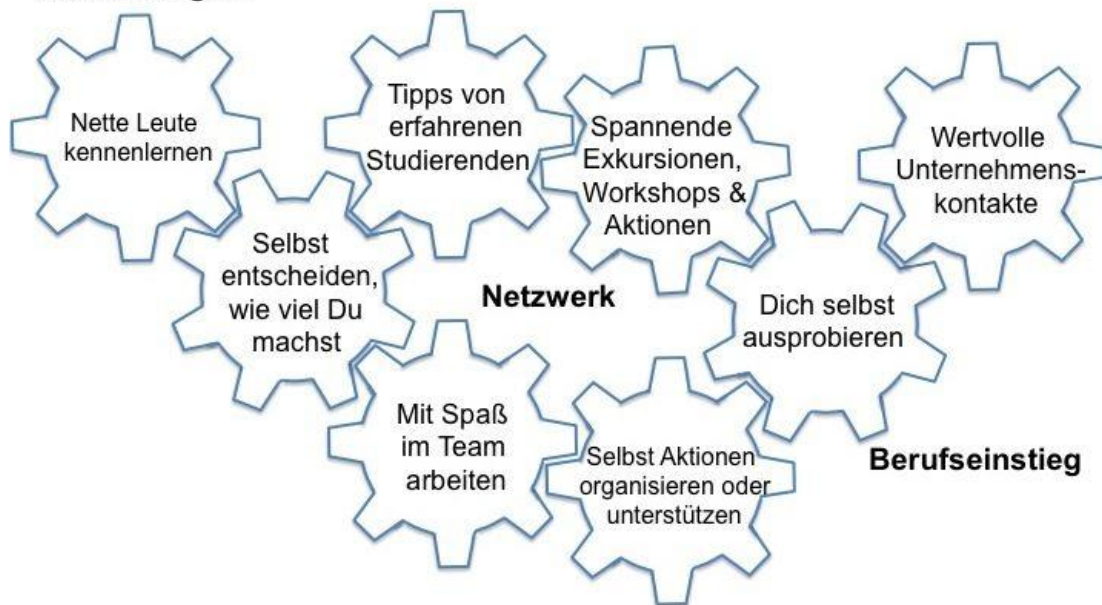 Nette Leute
kennenlernen
Tipps von
erfahrenen
Studierenden
Spannende
Exkursionen,
Workshops &
Aktionen
Wertvolle
Unternehmens-
kontakte
Selbst
entscheiden,
wie viel Du
machst
Netzwerk
Dich selbst
ausprobieren
Mit Spaß
im Team
arbeiten
Selbst Aktionen
organisieren oder
unterstützen
Berufseinstieg